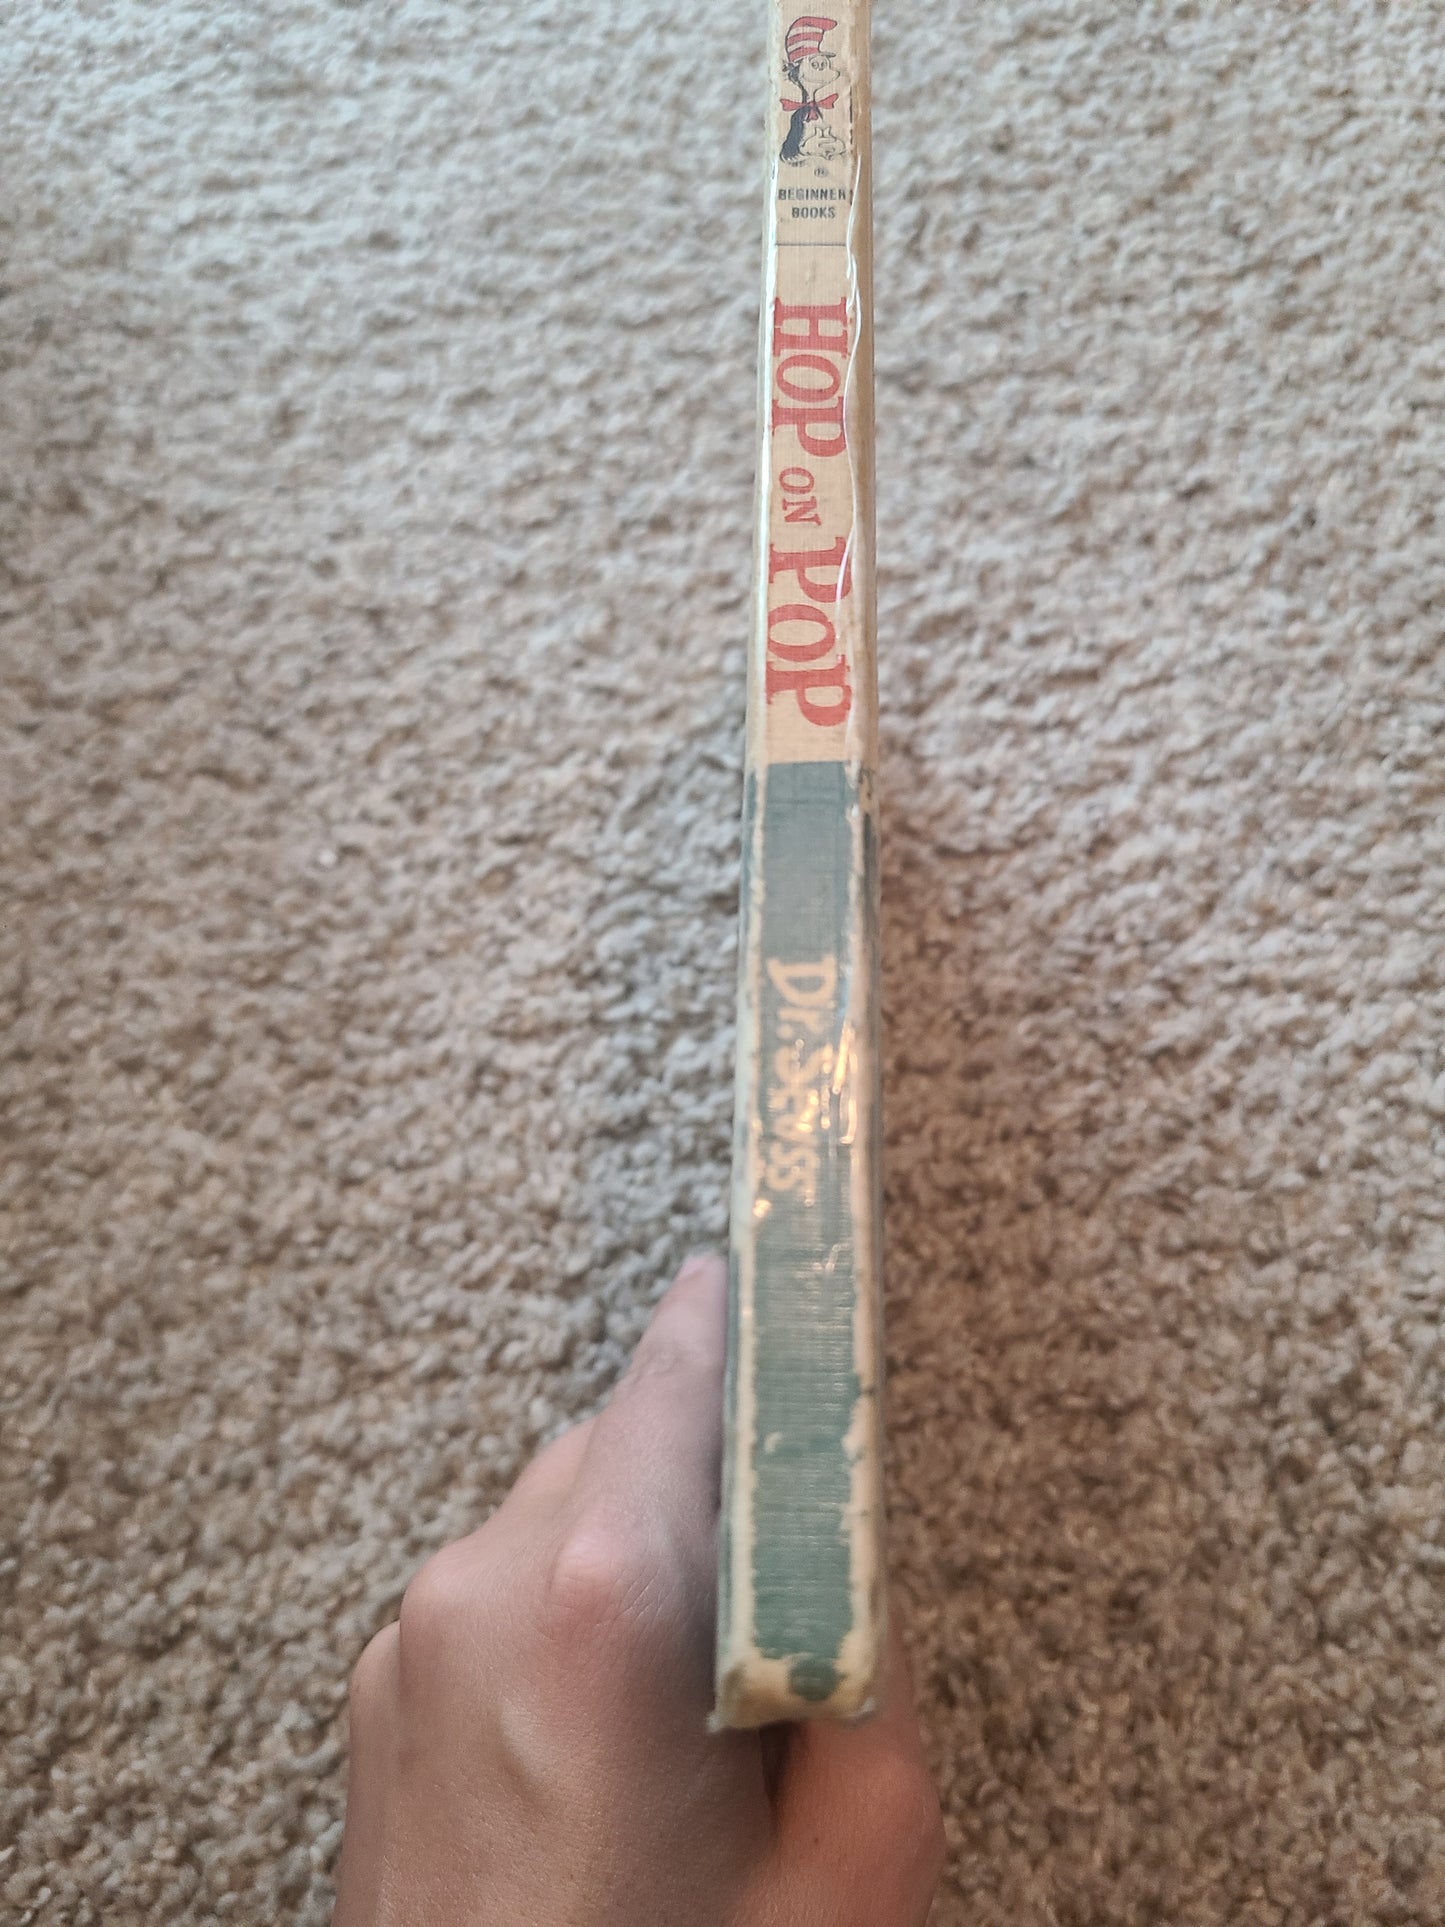 BEGINNER
BOOKS
HOP ON POP
Dr. Seuss